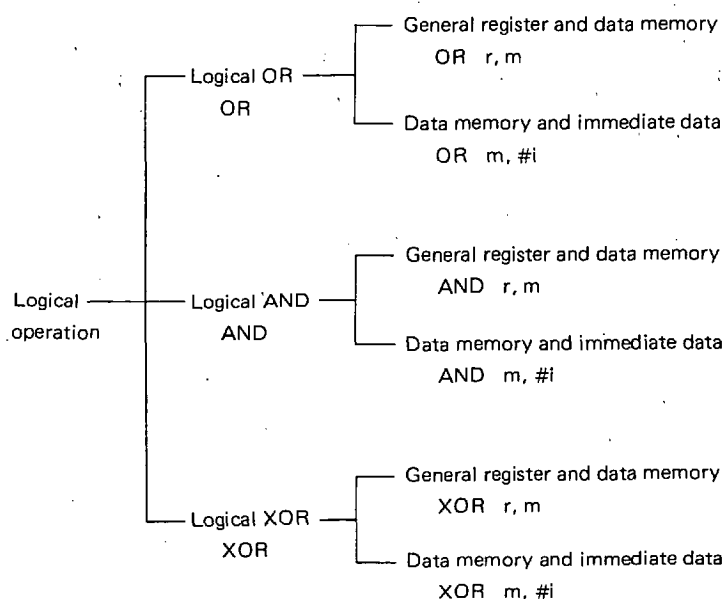 General register and data memory
OR r, m
Logical OR
OR
Data memory and immediate data
OR m, #i
General register and data memory
AND r, m
Logical
operation
Logical AND
AND
Data memory and immediate data
AND m, #i
General register and data memory
XOR r, m
Logical XOR
XOR
Data memory and immediate data
XOR m, #i